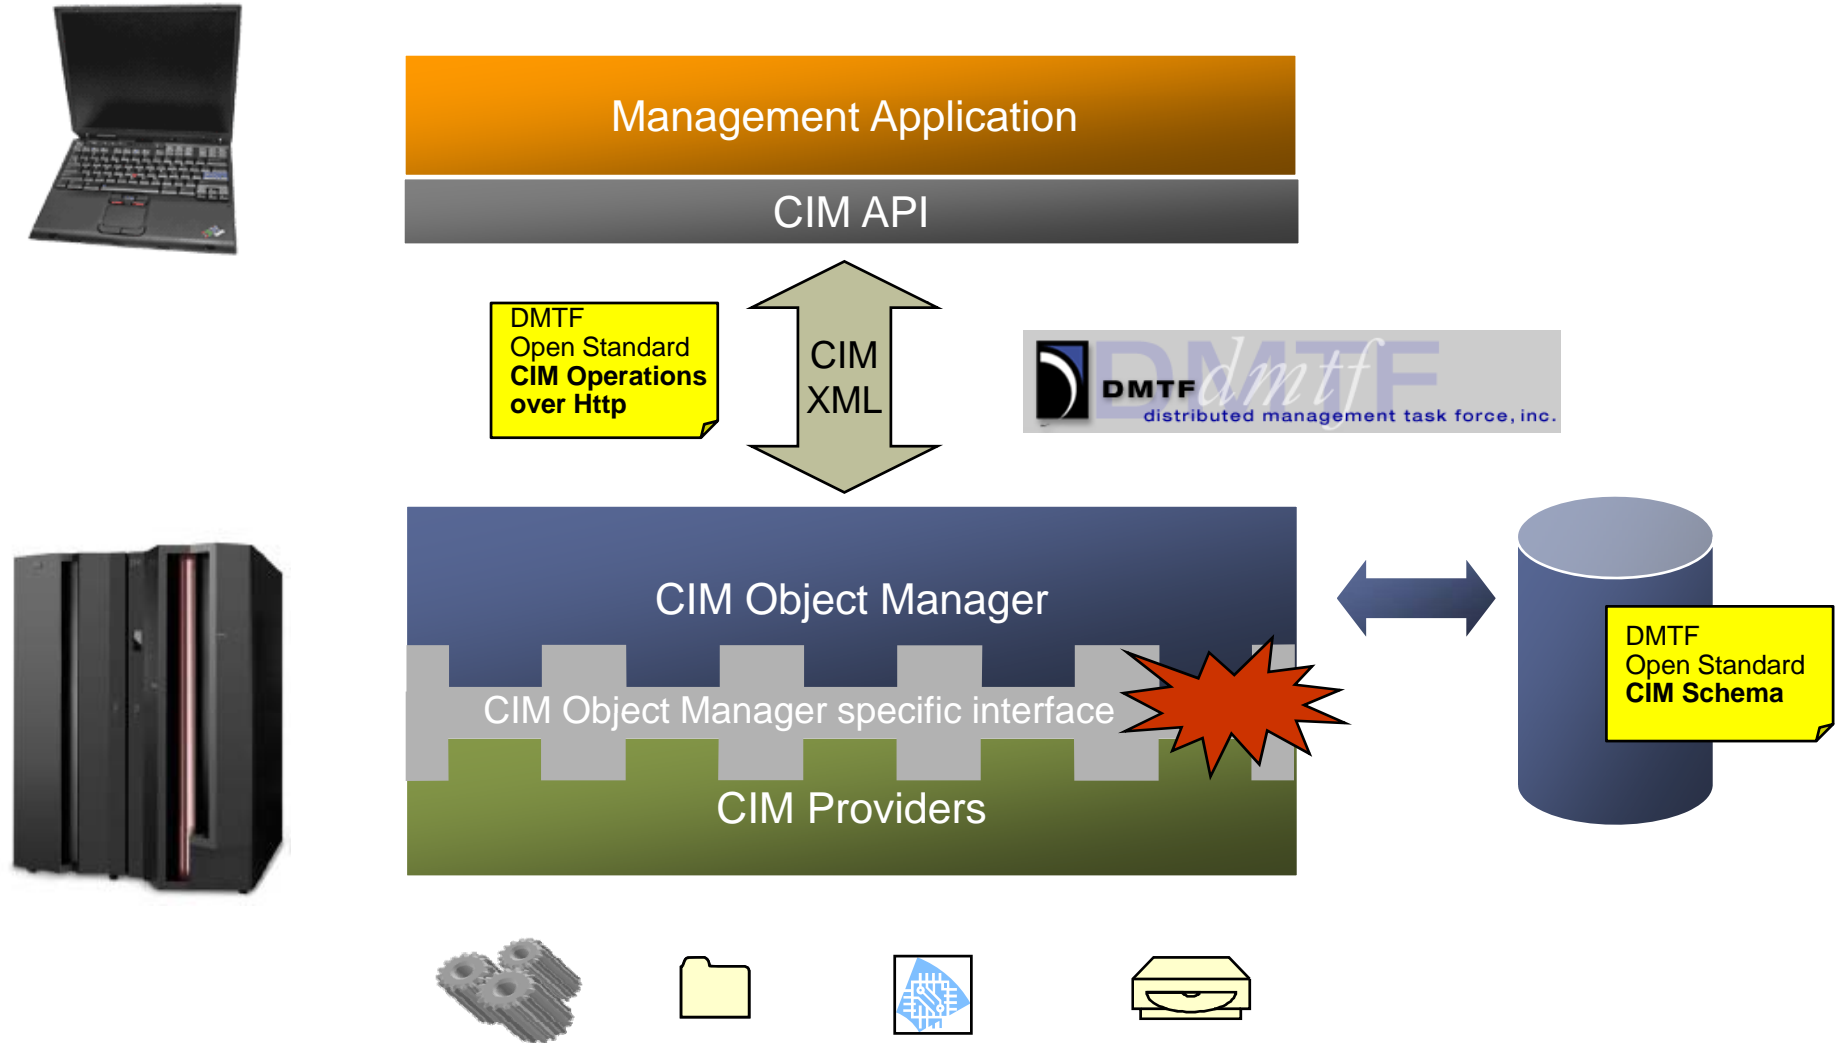 Management Application
CIM API
DMTF
Open Standard
CIM Operations
over Http
CIM
XML
DMTF
dmtf
DMTF
distributed management task force, inc.
CIM Object Manager
CIM Object Manager specific interface
CIM Providers
DMTF
Open Standard
CIM Schema